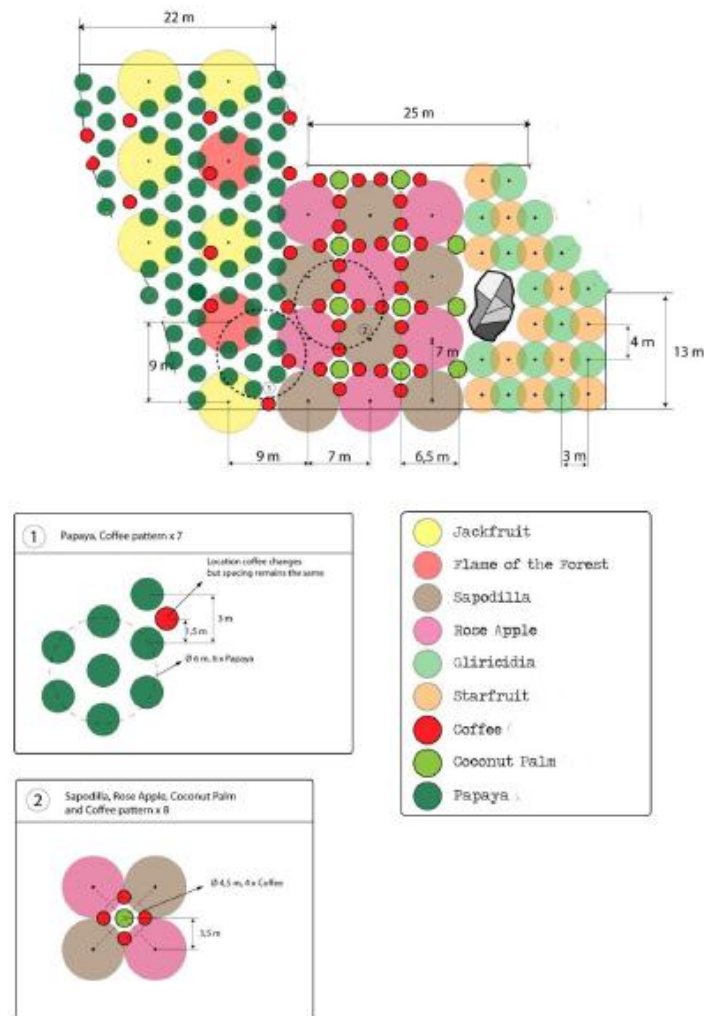 22 m
25 m
9 m
7 m
4 m
13 m
9 m
7 m
6,5 m
3 m
1
2
1 Papaya, Coffee pattern x 7
Location coffee changes
but spacing remains the same
3 m
1,5 m
Ø 6 m, 6 x Papaya
2 Sapodilla, Rose Apple, Coconut Palm
and Coffee pattern x 8
Ø 4,5 m, 4 x Coffee
3,5 m
Jackfruit
Flame of the Forest
Sapodilla
Rose Apple
Gliricidia
Starfruit
Coffee
Coconut Palm
Papaya